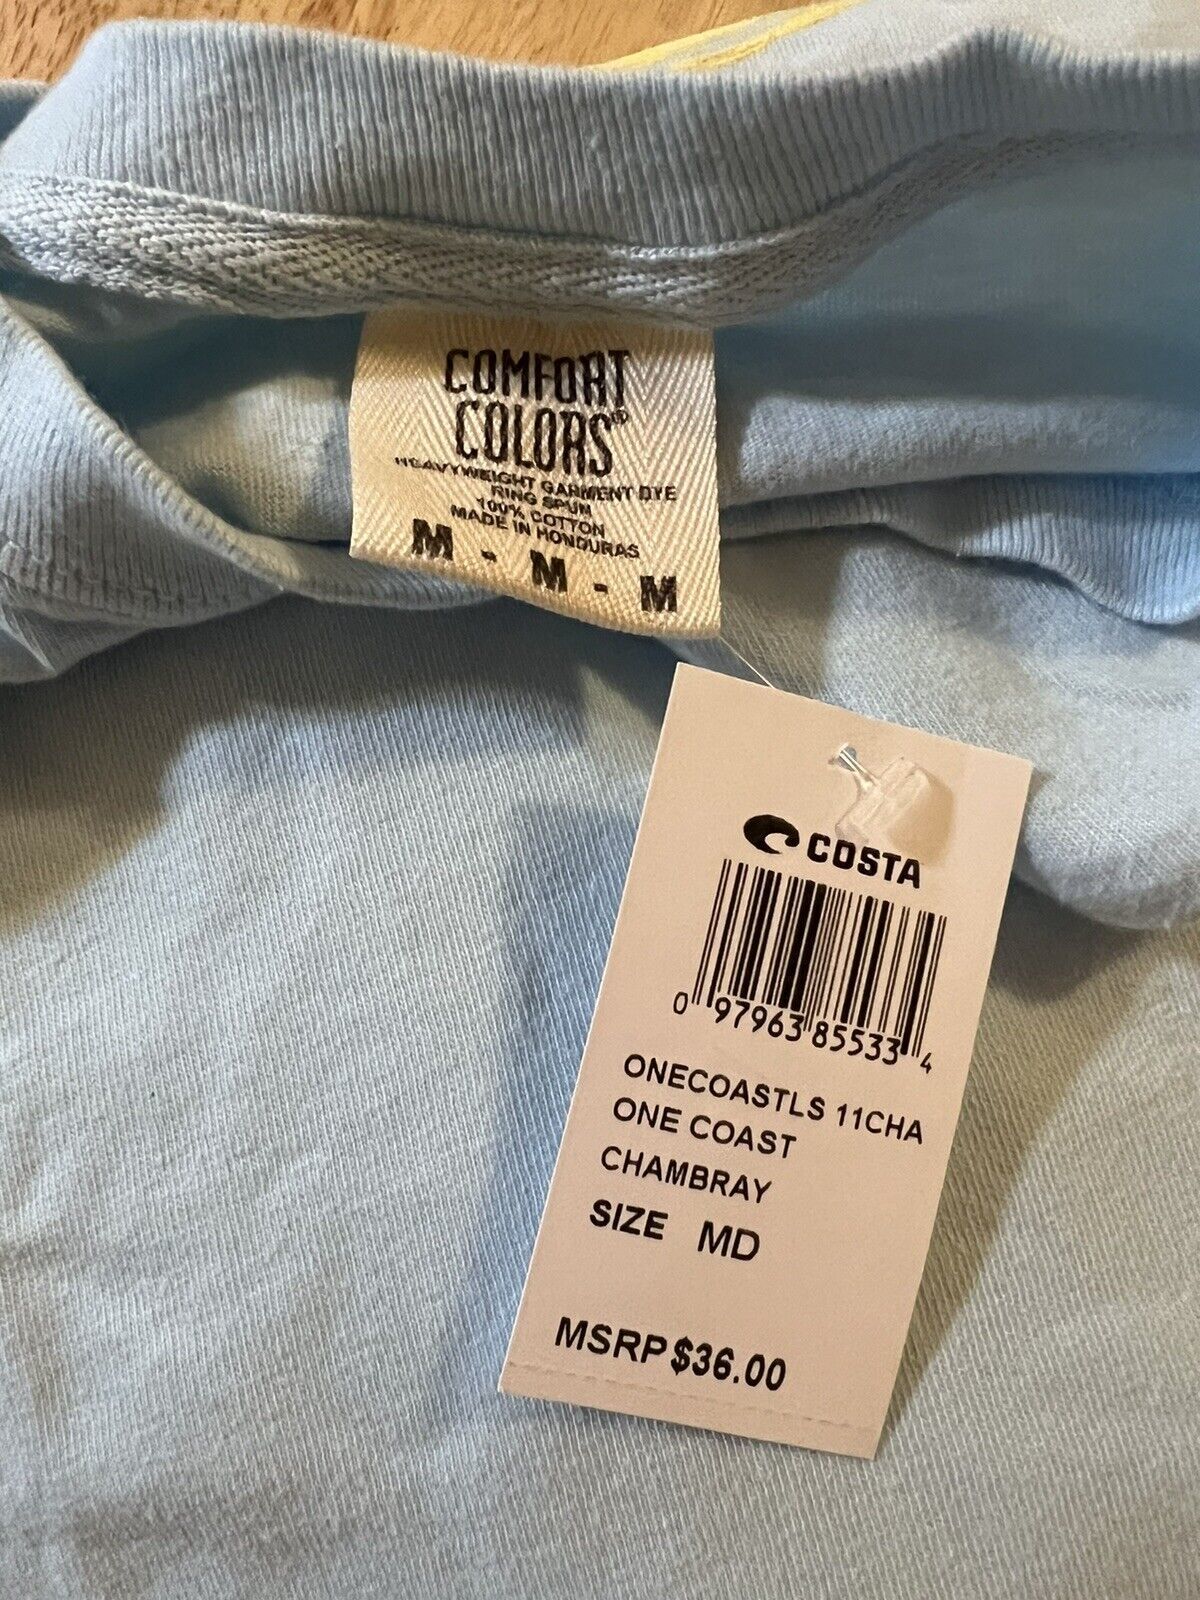 COMFORT
COLORS®
HEAVYWEIGHT GARMENT DYE
RING SPUN
100% COTTON
MADE IN HONDURAS
M - M - M
COSTA
0 97963 85533 4
ONECOASTLS 11CHA
ONE COAST
CHAMBRAY
SIZE MD
MSRP $36.00